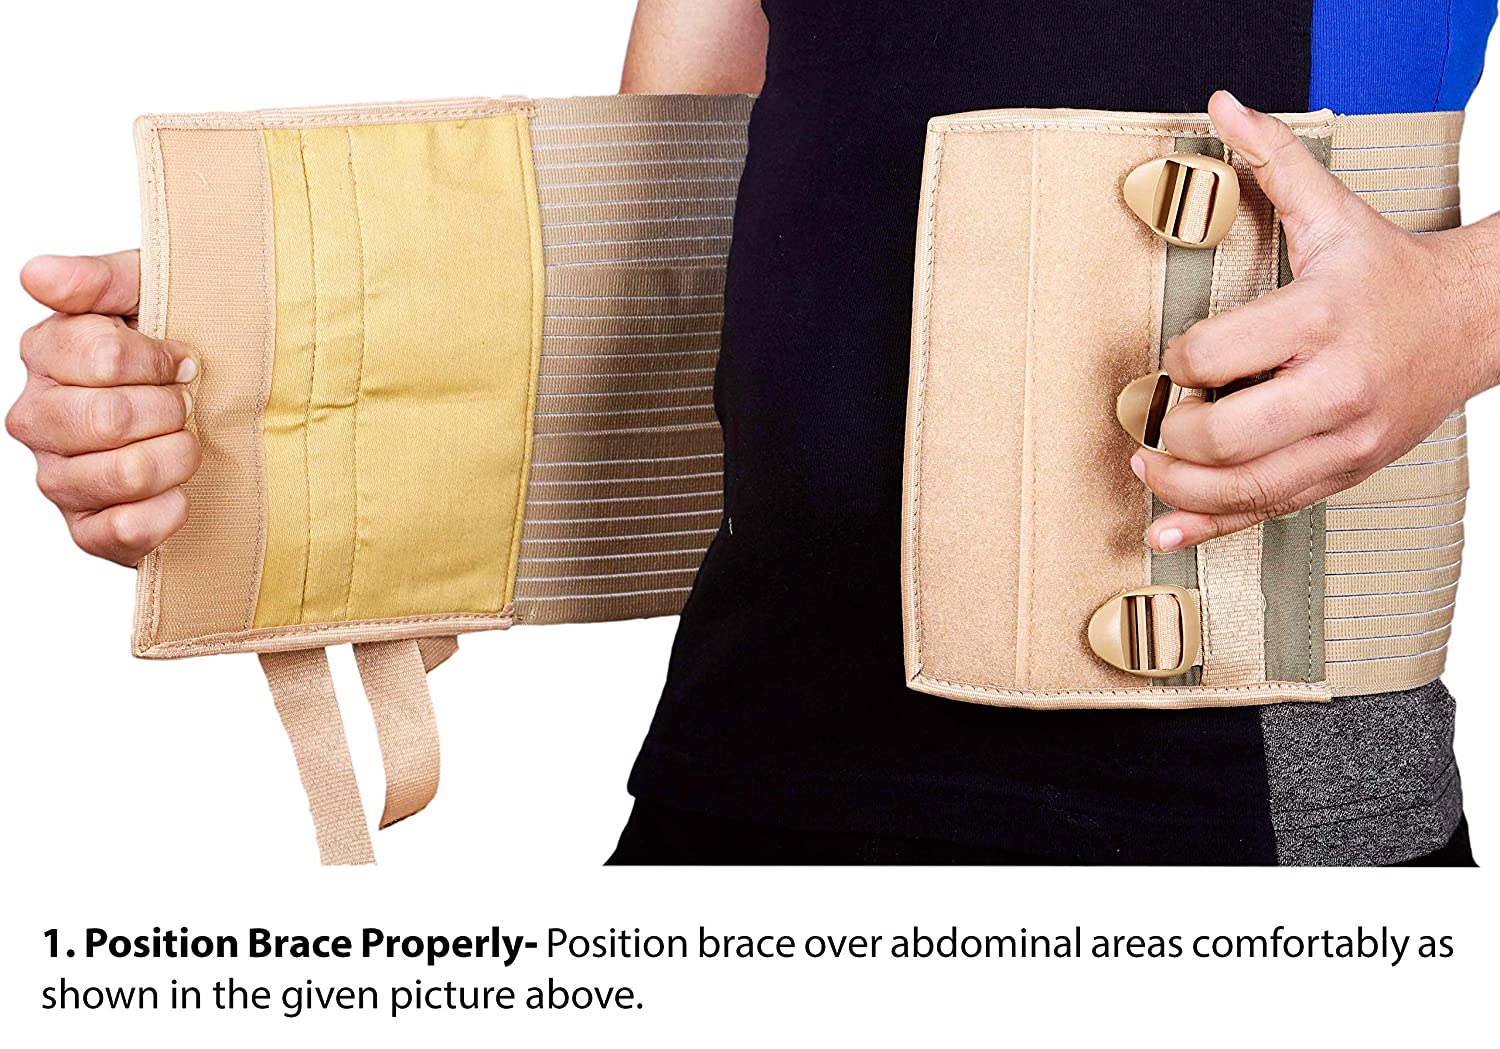 1. Position Brace Properly- Position brace over abdominal areas comfortably as
shown in the given picture above.